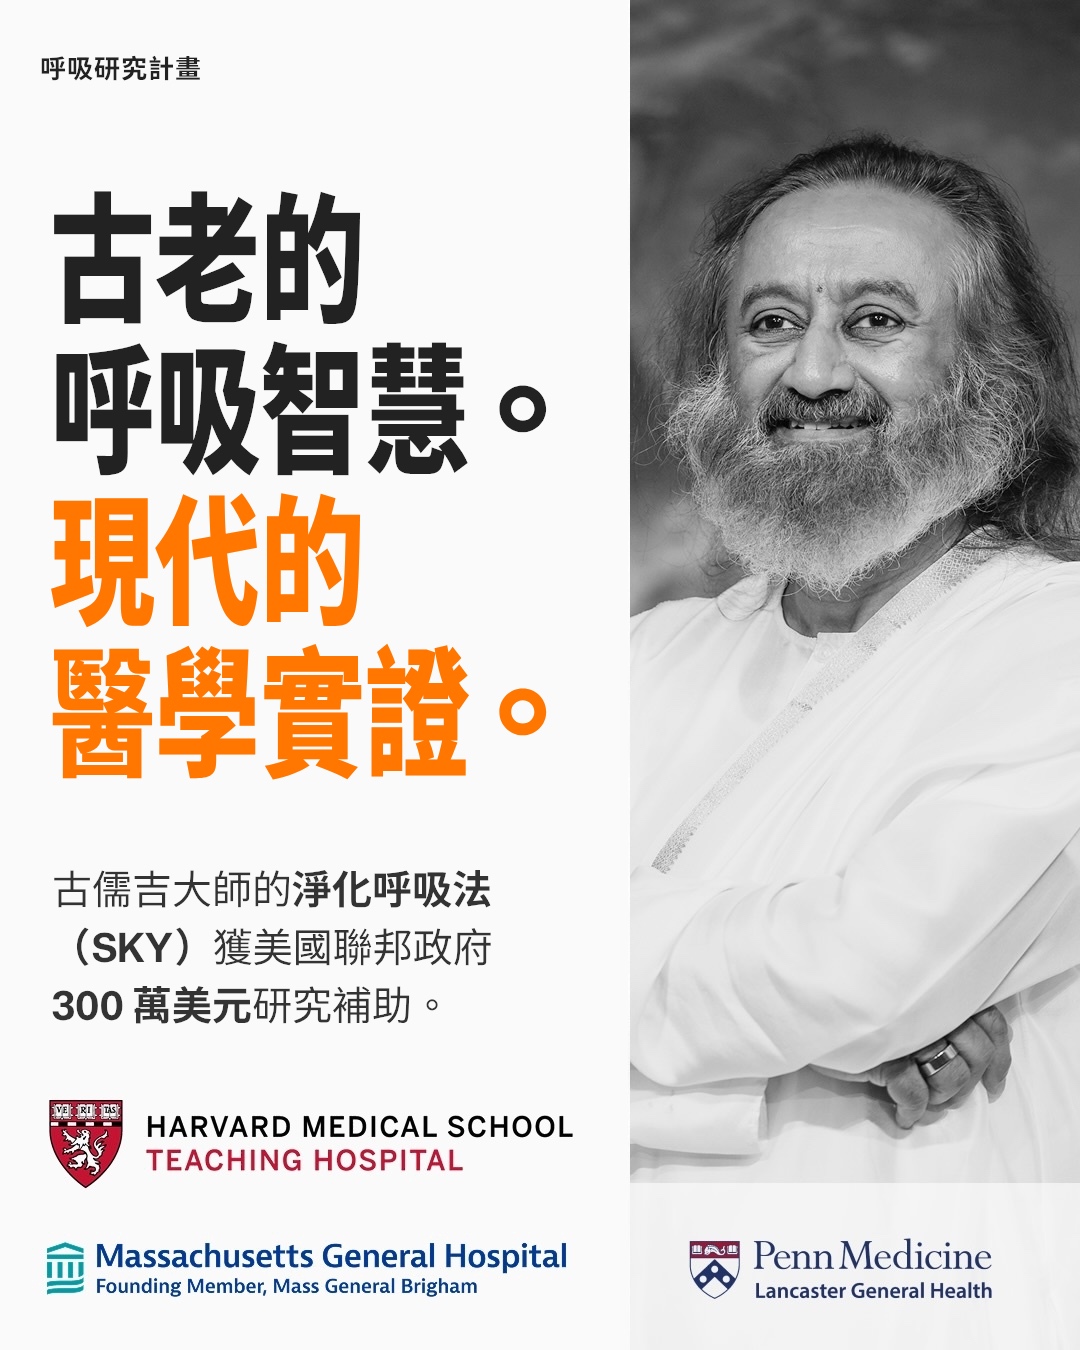 呼吸研究計畫
古老的
呼吸智慧。
現代的
醫學實證。
古儒吉大師的淨化呼吸法
（SKY）獲美國聯邦政府
300 萬美元研究補助。
VE RI TAS
HARVARD MEDICAL SCHOOL
TEACHING HOSPITAL
Massachusetts General Hospital
Founding Member, Mass General Brigham
Penn Medicine
Lancaster General Health